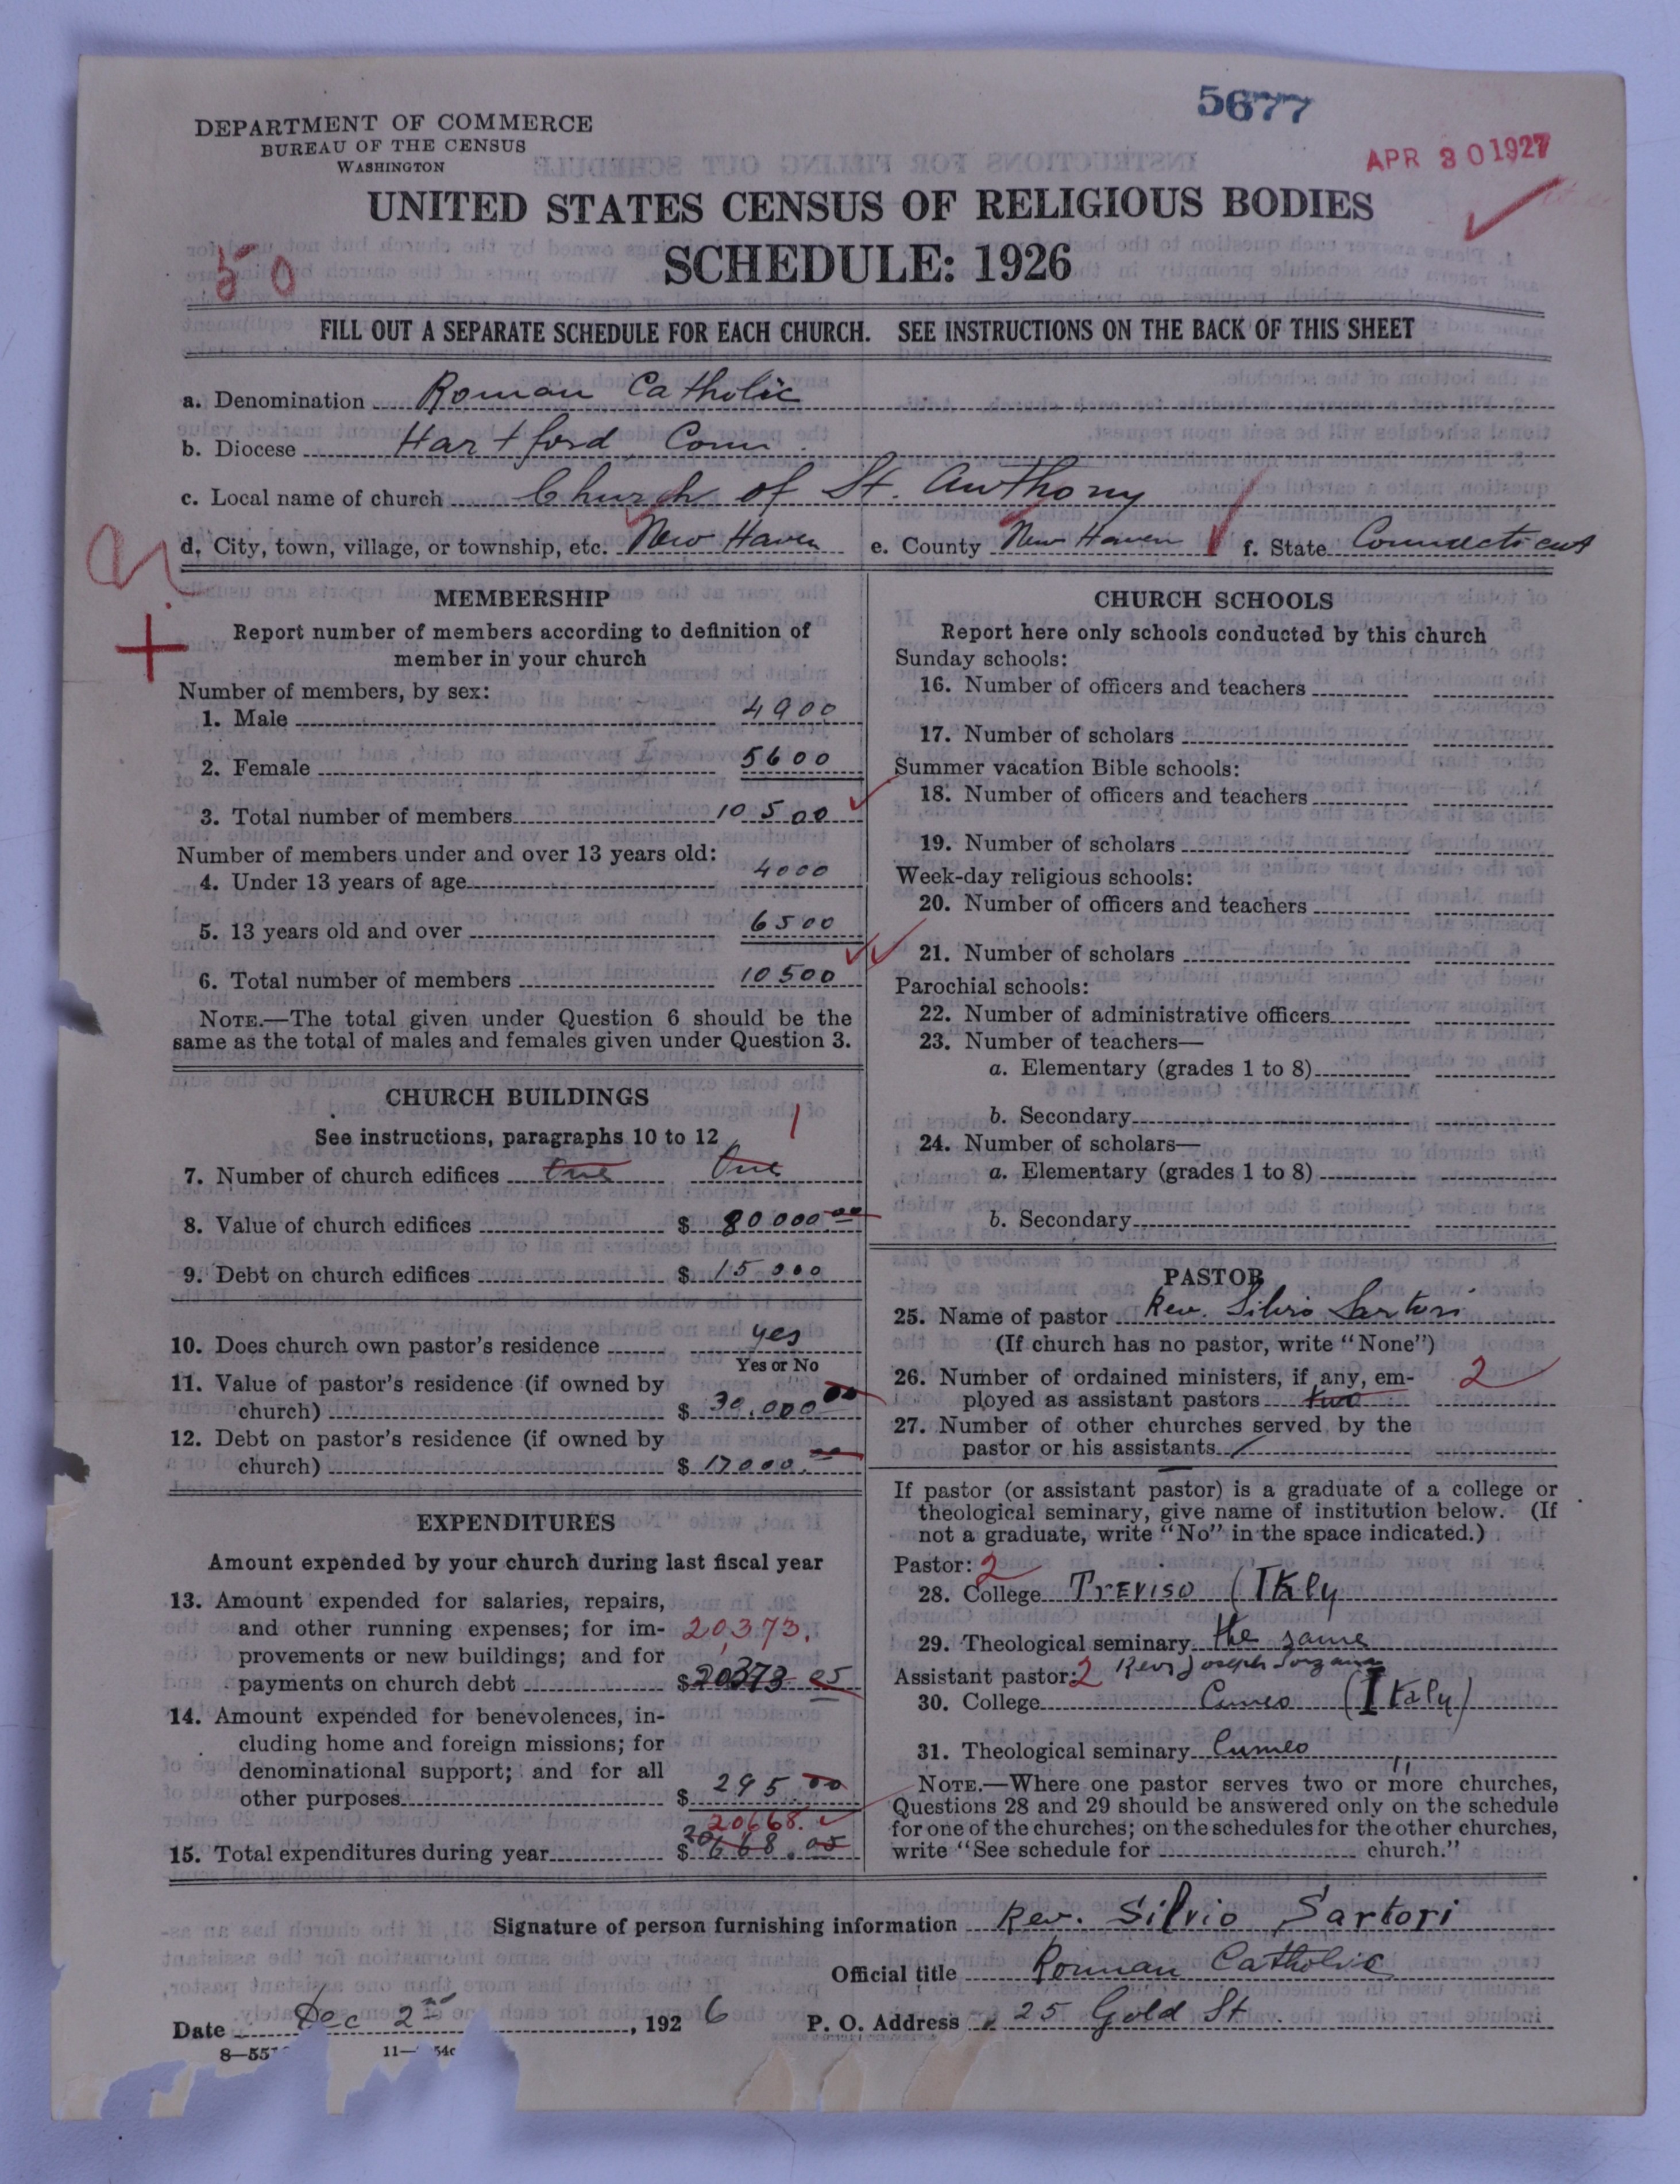 5677
APR 30 1927
DEPARTMENT OF COMMERCE
BUREAU OF THE CENSUS
WASHINGTON
UNITED STATES CENSUS OF RELIGIOUS BODIES
SCHEDULE: 1926
50
FILL OUT A SEPARATE SCHEDULE FOR EACH CHURCH. SEE INSTRUCTIONS ON THE BACK OF THIS SHEET
a. Denomination Roman Catholic
b. Diocese Hartford, Conn.
c. Local name of church Church of St. Anthony
d. City, town, village, or township, etc. New Haven e. County New Haven f. State Connecticut
MEMBERSHIP
Report number of members according to definition of
member in your church
Number of members, by sex:
1. Male 4900
2. Female 5600
3. Total number of members 10500
Number of members under and over 13 years old:
4. Under 13 years of age 4000
5. 13 years old and over 6500
6. Total number of members 10500
NOTE.—The total given under Question 6 should be the
same as the total of males and females given under Question 3.
CHURCH BUILDINGS
See instructions, paragraphs 10 to 12
1
7. Number of church edifices One One
8. Value of church edifices $ 80000 00
9. Debt on church edifices $ 15000
10. Does church own pastor's residence yes
Yes or No
11. Value of pastor's residence (if owned by
church) $ 30,000 00
12. Debt on pastor's residence (if owned by
church) $ 17000. 00
EXPENDITURES
Amount expended by your church during last fiscal year
13. Amount expended for salaries, repairs,
and other running expenses; for im- 20,373.
provements or new buildings; and for
payments on church debt $ 20373 05
14. Amount expended for benevolences, in-
cluding home and foreign missions; for
denominational support; and for all
other purposes $ 295.00
20668.
15. Total expenditures during year $ 20668.05
CHURCH SCHOOLS
Report here only schools conducted by this church
Sunday schools:
16. Number of officers and teachers
17. Number of scholars
Summer vacation Bible schools:
18. Number of officers and teachers
19. Number of scholars
Week-day religious schools:
20. Number of officers and teachers
21. Number of scholars
Parochial schools:
22. Number of administrative officers
23. Number of teachers—
a. Elementary (grades 1 to 8)
b. Secondary
24. Number of scholars—
a. Elementary (grades 1 to 8)
b. Secondary
PASTOR
25. Name of pastor Rev. Silvio Sartori
(If church has no pastor, write "None")
26. Number of ordained ministers, if any, em- 2
ployed as assistant pastors two
27. Number of other churches served by the
pastor or his assistants
If pastor (or assistant pastor) is a graduate of a college or
theological seminary, give name of institution below. (If
not a graduate, write "No" in the space indicated.)
Pastor: 2
28. College Treviso (Italy
29. Theological seminary the same
Assistant pastor: 2 Rev Joseph
30. College Cuneo (Italy)
31. Theological seminary Cuneo
NOTE.—Where one pastor serves two or more churches,
Questions 28 and 29 should be answered only on the schedule
for one of the churches; on the schedules for the other churches,
write "See schedule for church."
Signature of person furnishing information Rev. Silvio Sartori
Official title Roman Catholic
Date Dec 2nd, 1926 P. O. Address 25 Gold St.
8—551
11—